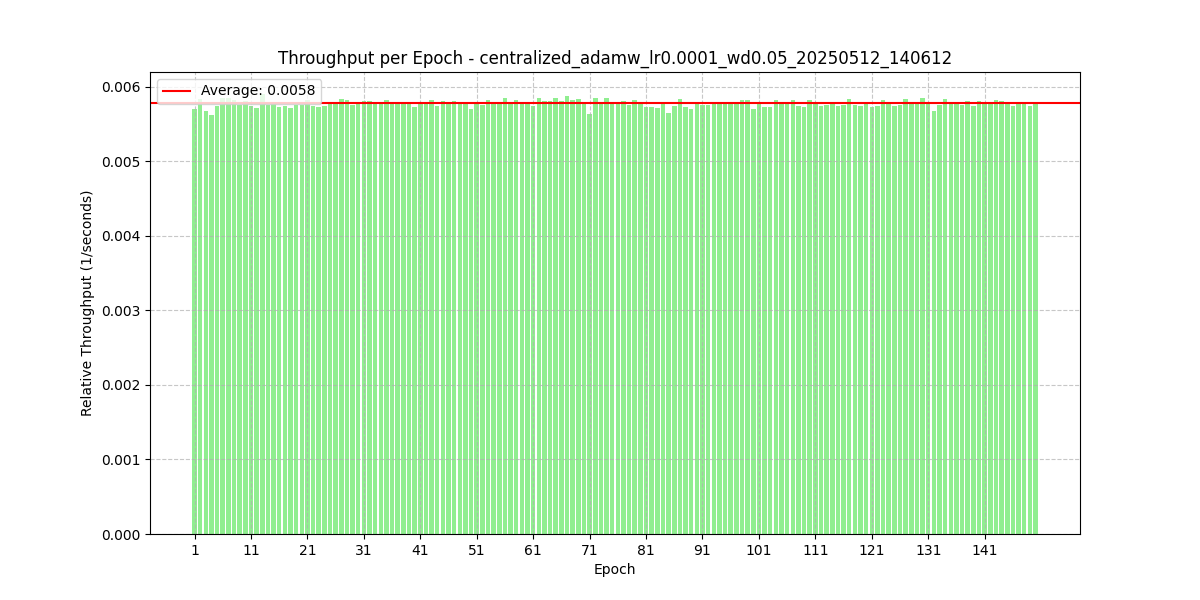 Throughput per Epoch - centralized_adamw_lr0.0001_wd0.05_20250512_140612
Average: 0.0058
0.006
0.005
0.004
0.003
0.002
0.001
0.000
Relative Throughput (1/seconds)
1 11 21 31 41 51 61 71 81 91 101 111 121 131 141
Epoch